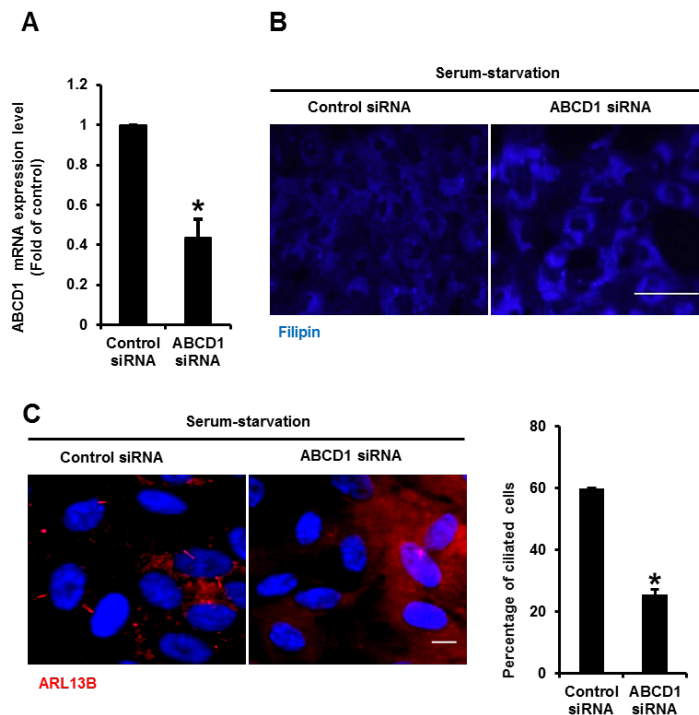 A
ABCD1 mRNA expression level
(Fold of control)
1.2
1
0.8
0.6
0.4
0.2
0
*
Control
siRNA
ABCD1
siRNA
B
Serum-starvation
Control siRNA
ABCD1 siRNA
Filipin
C
Serum-starvation
Control siRNA
ABCD1 siRNA
ARL13B
Percentage of ciliated cells
80
60
40
20
0
*
Control
siRNA
ABCD1
siRNA